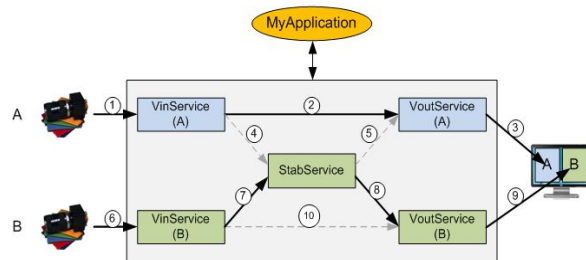 MyApplication
A
1
VinService
(A)
2
VoutService
(A)
3
4
5
StabService
A
B
7
8
9
B
6
VinService
(B)
10
VoutService
(B)